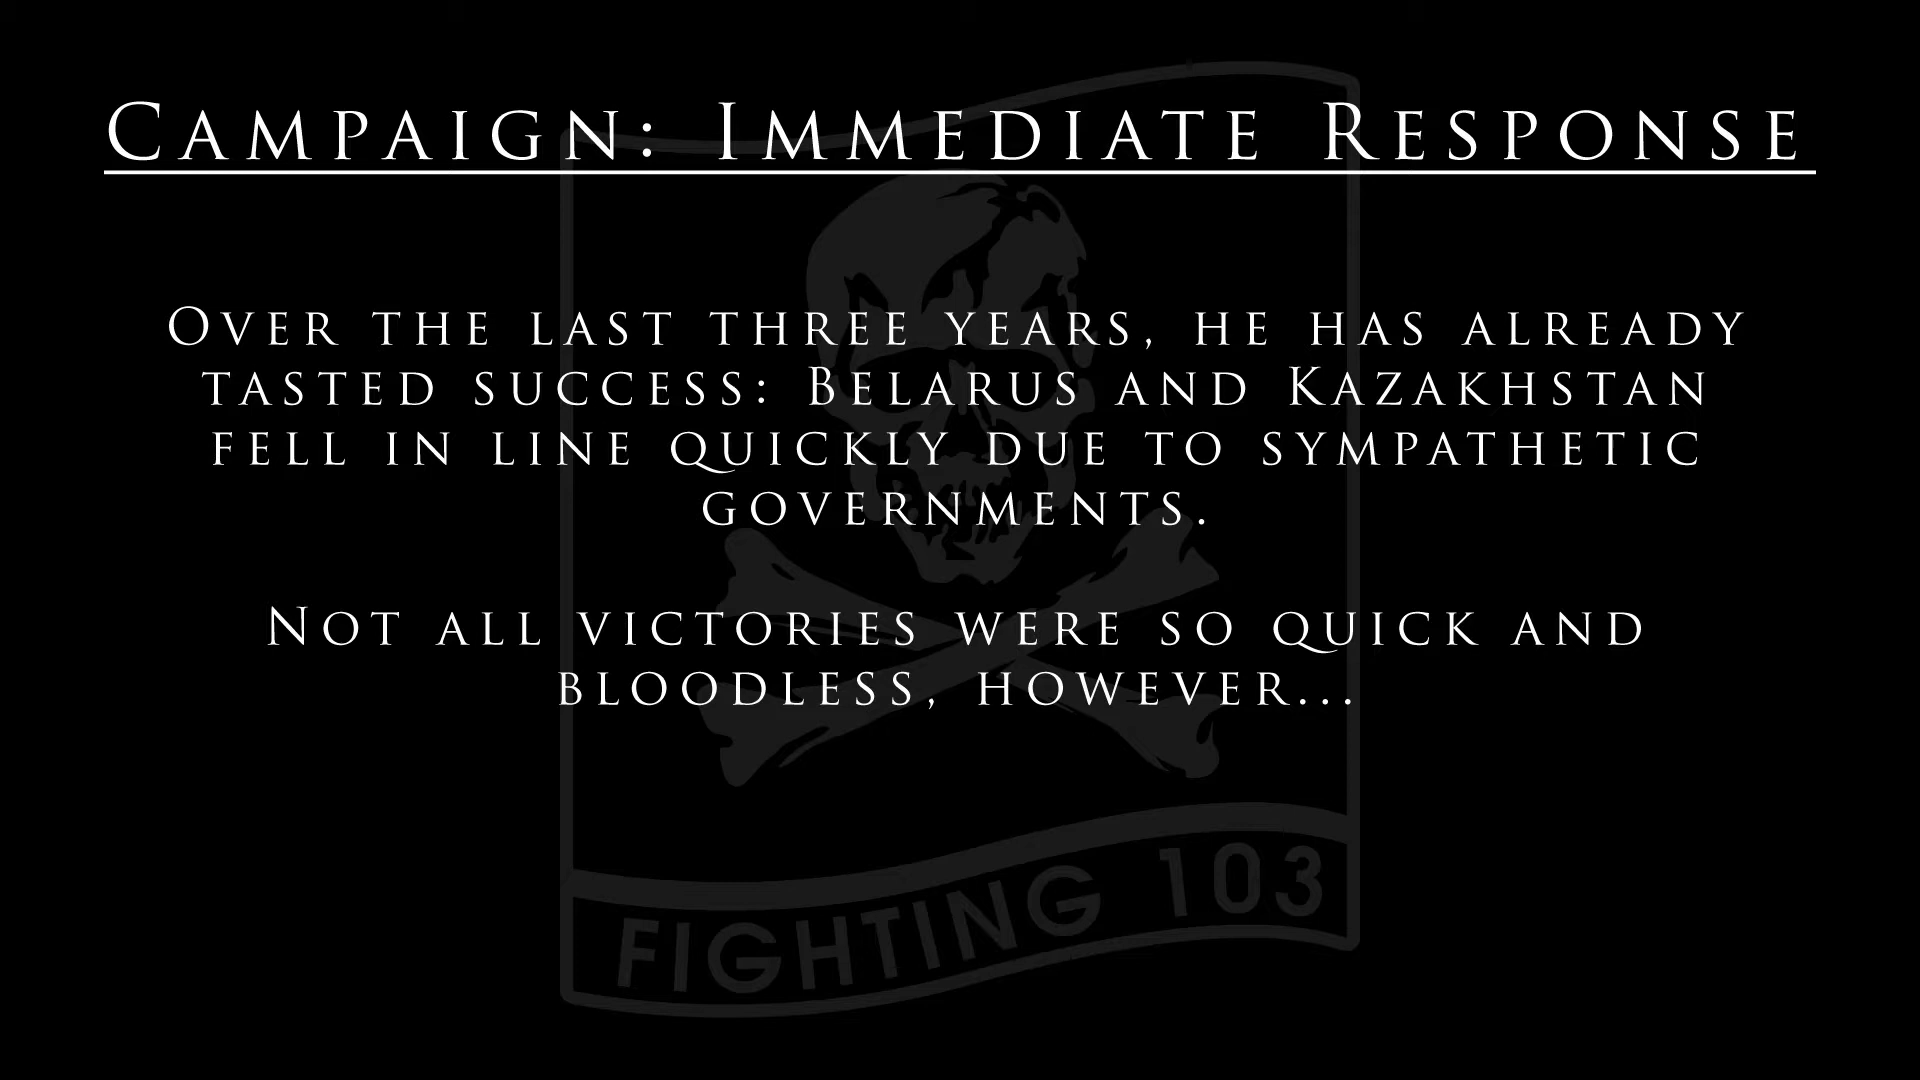 Campaign: Immediate Response
Over the last three years, he has already
tasted success: Belarus and Kazakhstan
fell in line quickly due to sympathetic
governments.
Not all victories were so quick and
bloodless, however...
FIGHTING 103